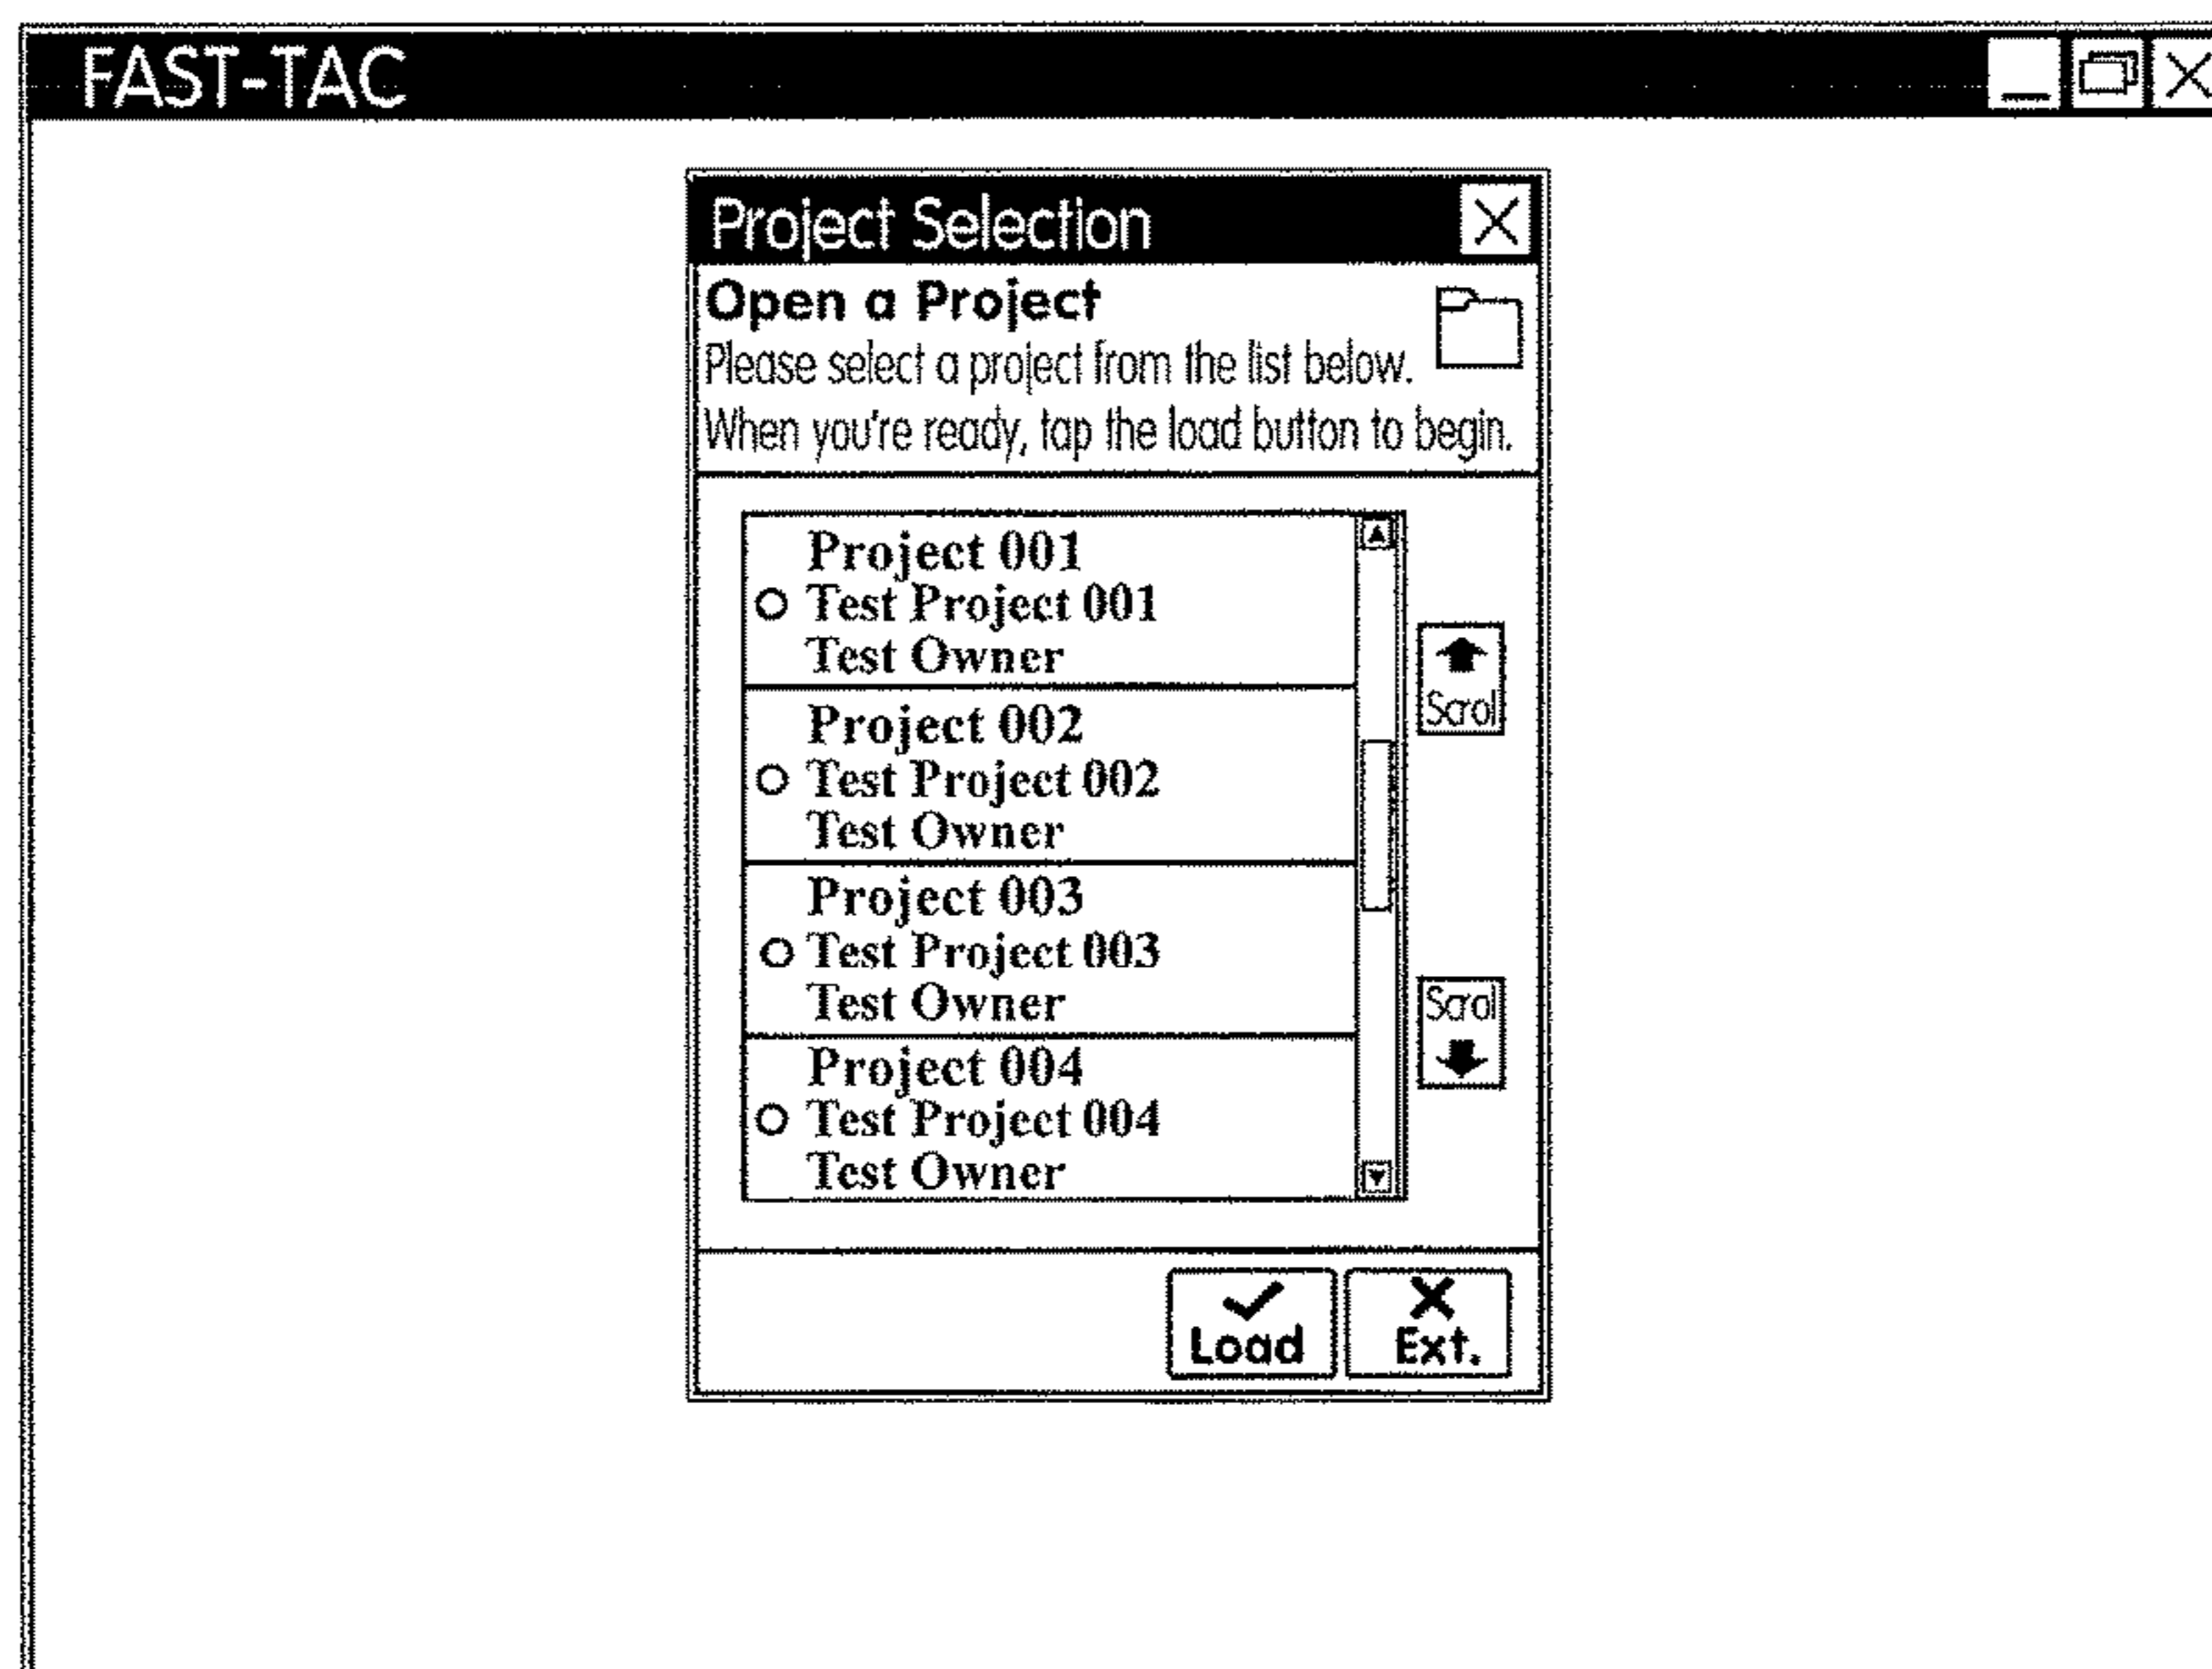 FAST-TAC
Project Selection
Open a Project
Please select a project from the list below.
When you're ready, tap the load button to begin.
Project 001
Test Project 001
Test Owner
Scroll
Project 002
Test Project 002
Test Owner
Project 003
Test Project 003
Test Owner
Scroll
Project 004
Test Project 004
Test Owner
Load
Ext.